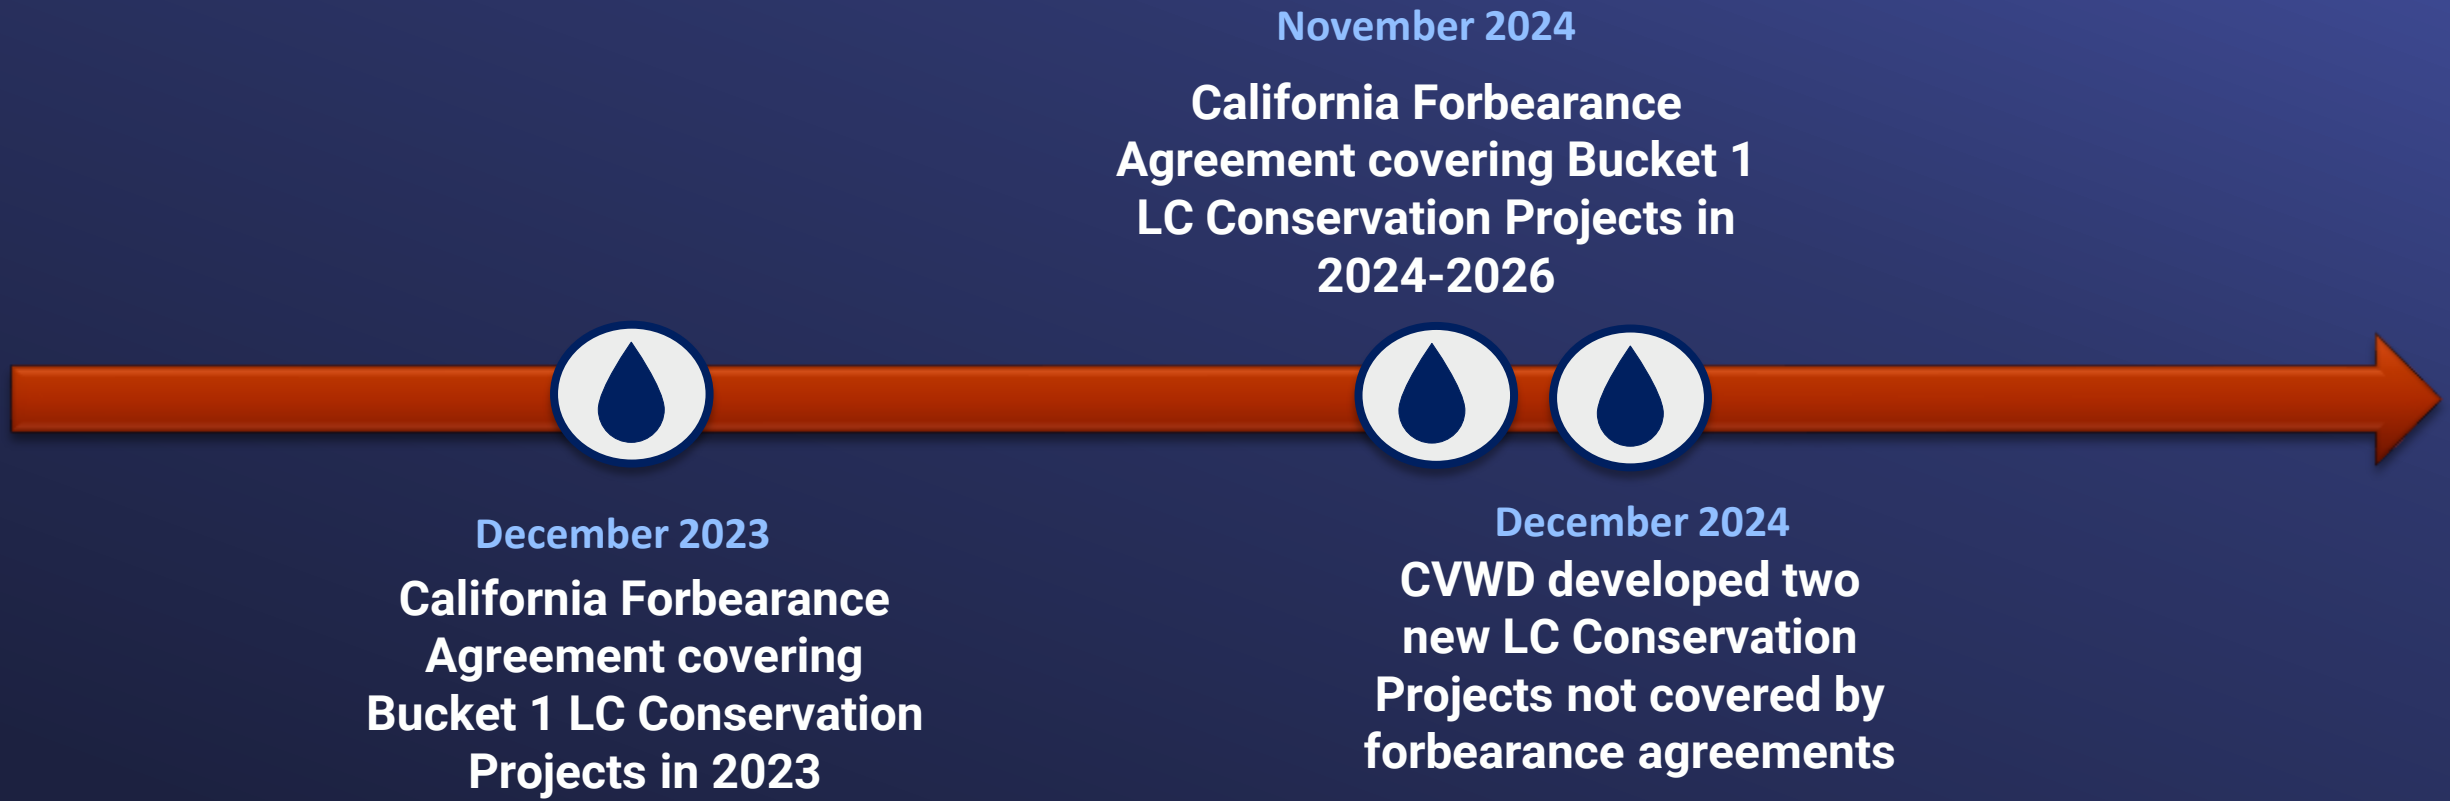 November 2024
California Forbearance
Agreement covering Bucket 1
LC Conservation Projects in
2024-2026
December 2023
California Forbearance
Agreement covering
Bucket 1 LC Conservation
Projects in 2023
December 2024
CVWD developed two
new LC Conservation
Projects not covered by
forbearance agreements